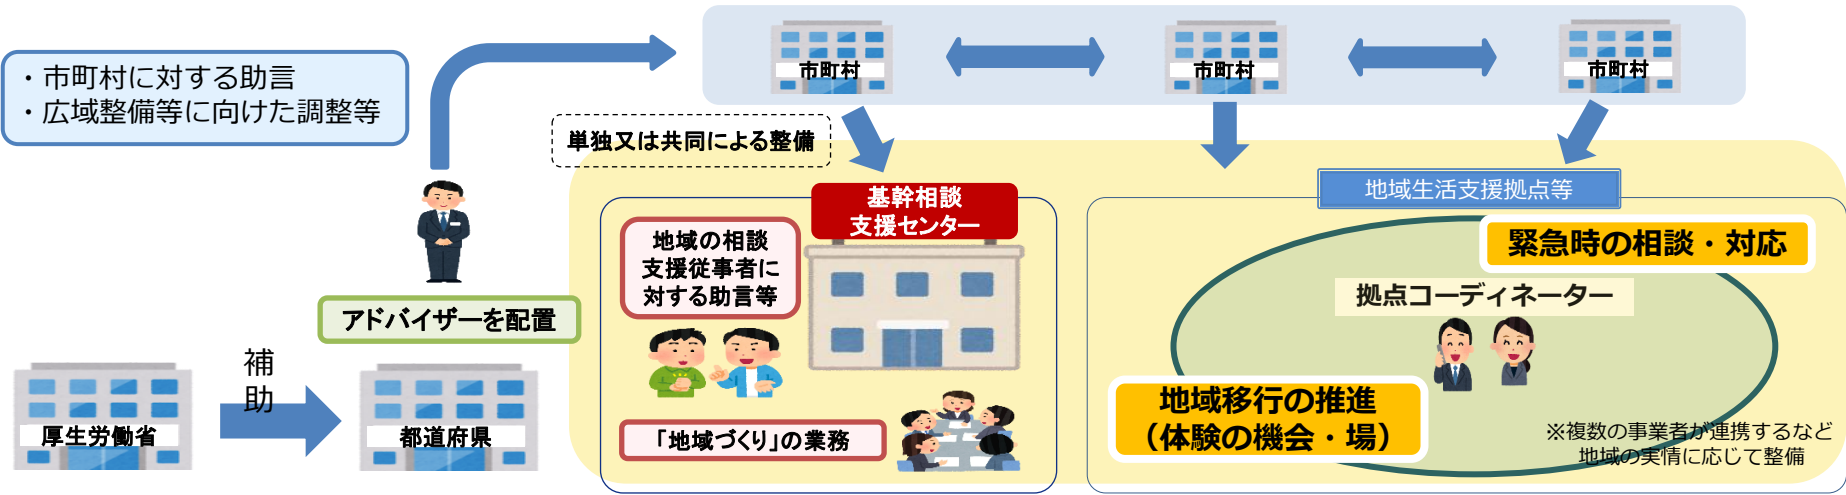 ・市町村に対する助言
・広域整備等に向けた調整等
市町村
市町村
市町村
単独又は共同による整備
アドバイザーを配置
補
助
厚生労働省
都道府県
基幹相談
支援センター
地域の相談
支援従事者に
対する助言等
「地域づくり」の業務
地域生活支援拠点等
緊急時の相談・対応
拠点コーディネーター
地域移行の推進
（体験の機会・場）
※複数の事業者が連携するなど
地域の実情に応じて整備